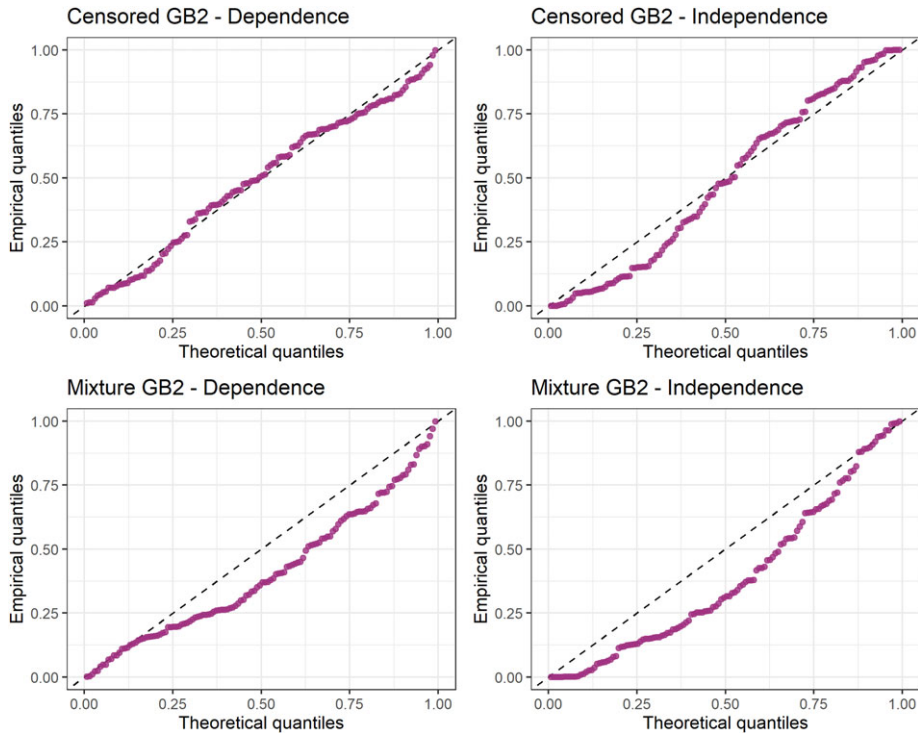 Censored GB2 - Dependence
Empirical quantiles
1.00
0.75
0.50
0.25
0.00
0.00 0.25 0.50 0.75 1.00
Theoretical quantiles
Censored GB2 - Independence
Empirical quantiles
1.00
0.75
0.50
0.25
0.00
0.00 0.25 0.50 0.75 1.00
Theoretical quantiles
Mixture GB2 - Dependence
Empirical quantiles
1.00
0.75
0.50
0.25
0.00
0.00 0.25 0.50 0.75 1.00
Theoretical quantiles
Mixture GB2 - Independence
Empirical quantiles
1.00
0.75
0.50
0.25
0.00
0.00 0.25 0.50 0.75 1.00
Theoretical quantiles